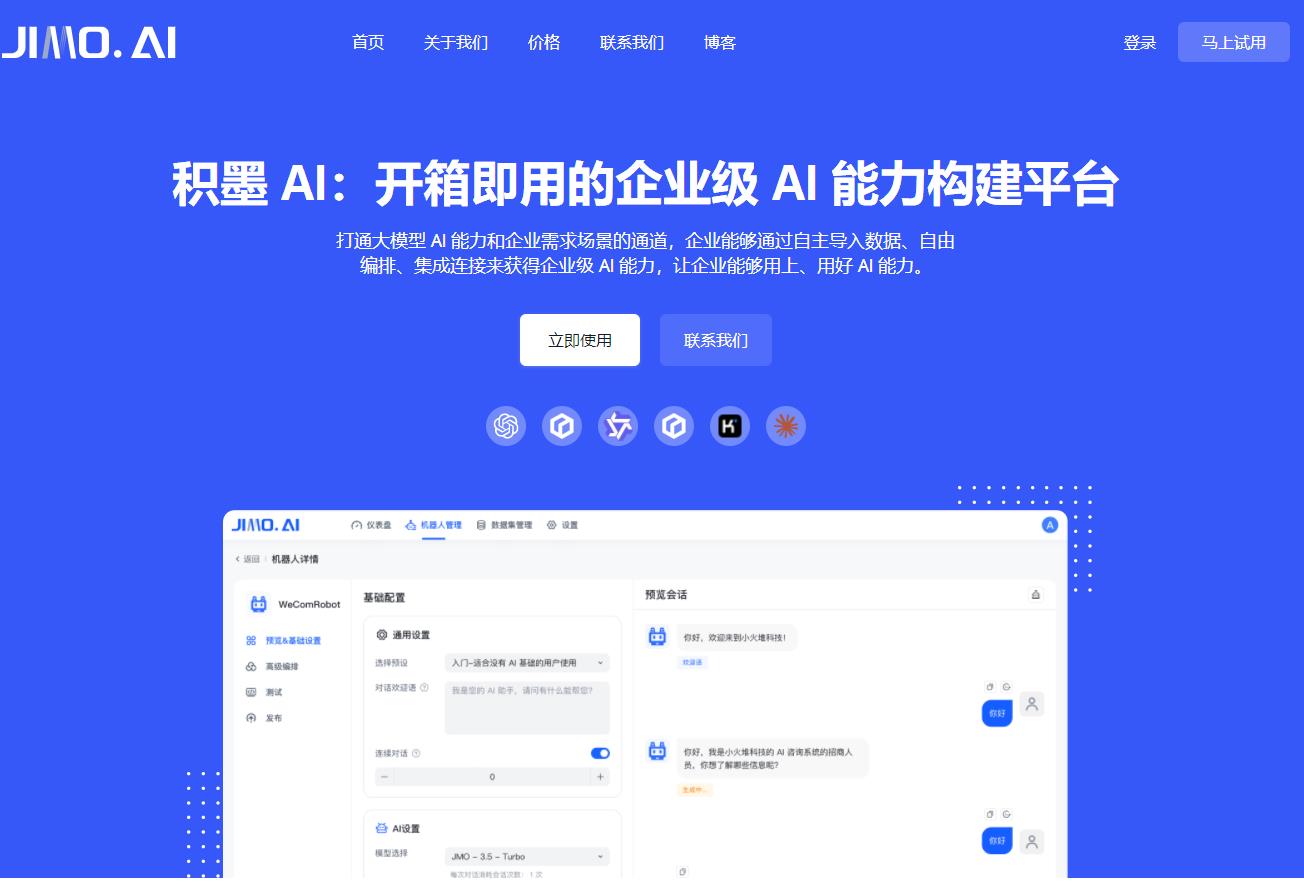 JIMO. AI
首页 关于我们 价格 联系我们 博客
登录 马上试用
积墨 AI：开箱即用的企业级 AI 能力构建平台
打通大模型 AI 能力和企业需求场景的通道，企业能够通过自主导入数据、自由
编排、集成连接来获得企业级 AI 能力，让企业能够用上、用好 AI 能力。
立即使用 联系我们
JIMO. AI 仪表盘 机器人管理 数据集管理 设置 A
返回 机器人详情
WeComRobot
预览&基础设置
高级编排
测试
发布
基础配置
通用设置
选择预设 入门-适合没有 AI 基础的用户使用
对话欢迎语 我是您的 AI 助手，请问有什么能帮您?
连续对话
0
AI设置
模型选择 JMO - 3.5 - Turbo
每次对话消耗会话次数： 1 次
预览会话
你好，欢迎来到小火堆科技!
欢迎语
你好
你好，我是小火堆科技的 AI 咨询系统的招商人
员，你想了解哪些信息呢?
生成中...
你好